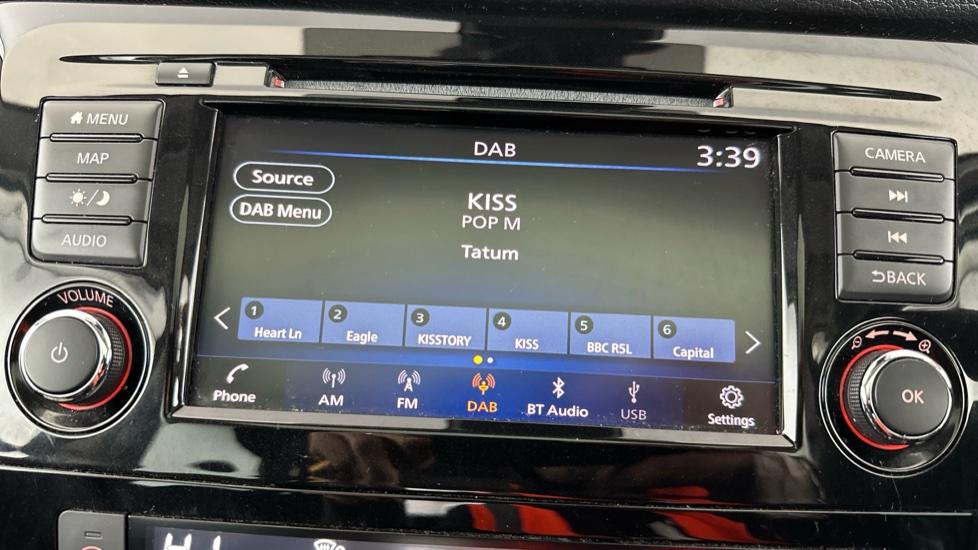 MENU
MAP
AUDIO
VOLUME
DAB
3:39
Source
DAB Menu
KISS
POP M
Tatum
1
Heart Ln
2
Eagle
3
KISSTORY
4
KISS
5
BBC R5L
6
Capital
Phone
AM
FM
DAB
BT Audio
USB
Settings
CAMERA
BACK
OK